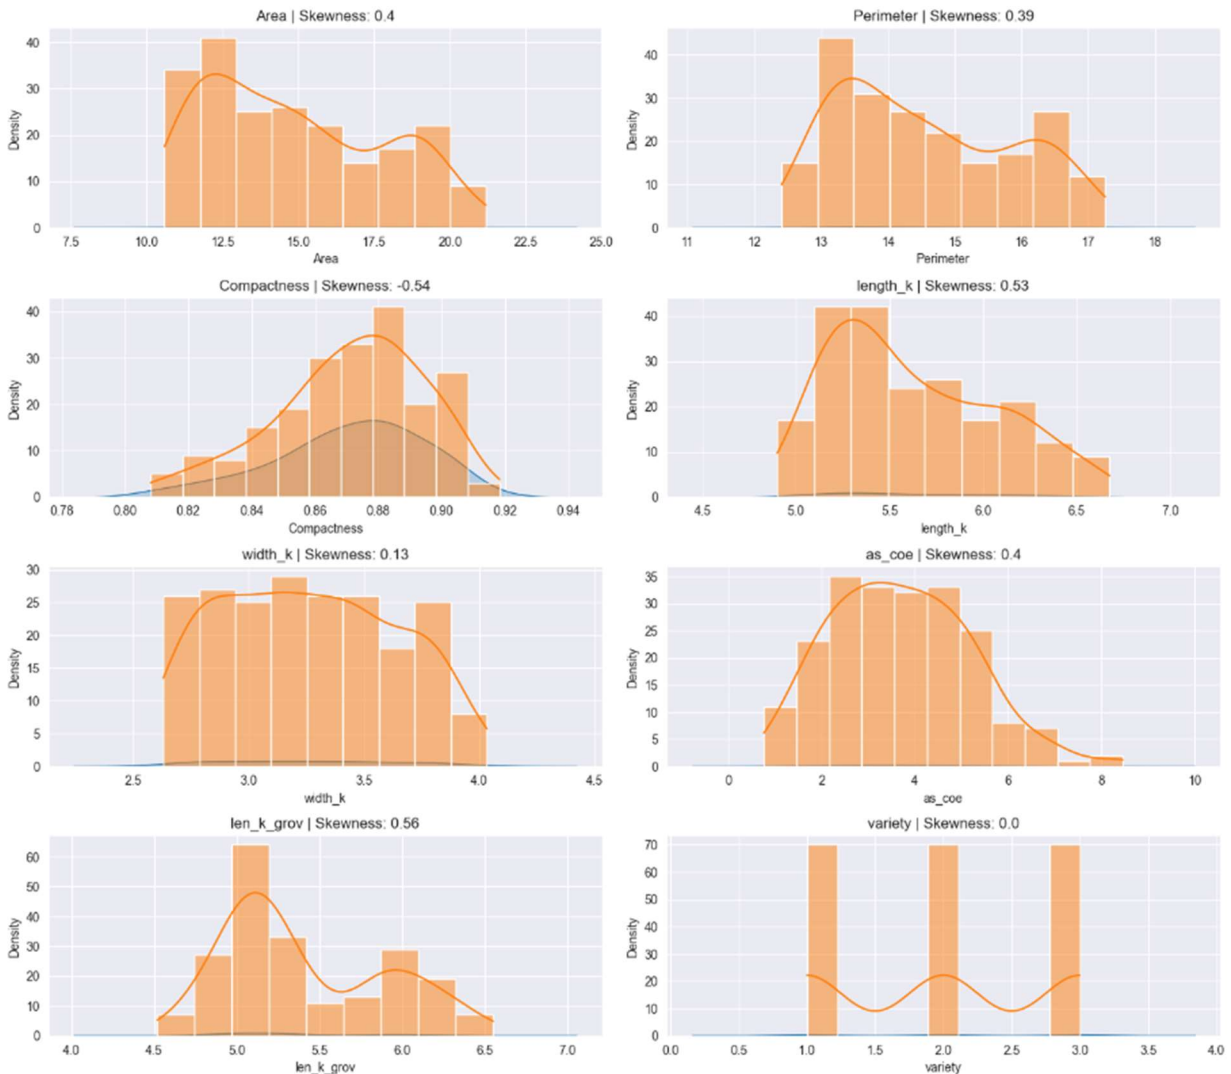 Area | Skewness: 0.4
40
30
20
10
0
Density
7.5 10.0 12.5 15.0 17.5 20.0 22.5 25.0
Area
Perimeter | Skewness: 0.39
40
30
20
10
0
Density
11 12 13 14 15 16 17 18
Perimeter
Compactness | Skewness: -0.54
40
30
20
10
0
Density
0.78 0.80 0.82 0.84 0.86 0.88 0.90 0.92 0.94
Compactness
length_k | Skewness: 0.53
40
30
20
10
0
Density
4.5 5.0 5.5 6.0 6.5 7.0
length_k
width_k | Skewness: 0.13
30
25
20
15
10
5
0
Density
2.5 3.0 3.5 4.0 4.5
width_k
as_coe | Skewness: 0.4
35
30
25
20
15
10
5
0
Density
0 2 4 6 8 10
as_coe
len_k_grov | Skewness: 0.56
60
50
40
30
20
10
0
Density
4.0 4.5 5.0 5.5 6.0 6.5 7.0
len_k_grov
variety | Skewness: 0.0
70
60
50
40
30
20
10
0
Density
0.0 0.5 1.0 1.5 2.0 2.5 3.0 3.5 4.0
variety